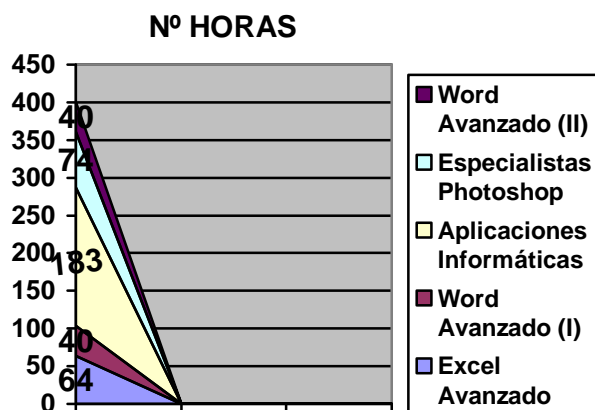 Nº HORAS
450
400
350
300
250
200
150
100
50
0
40
74
183
40
64
Word
Avanzado (II)
Especialistas
Photoshop
Aplicaciones
Informáticas
Word
Avanzado (I)
Excel
Avanzado